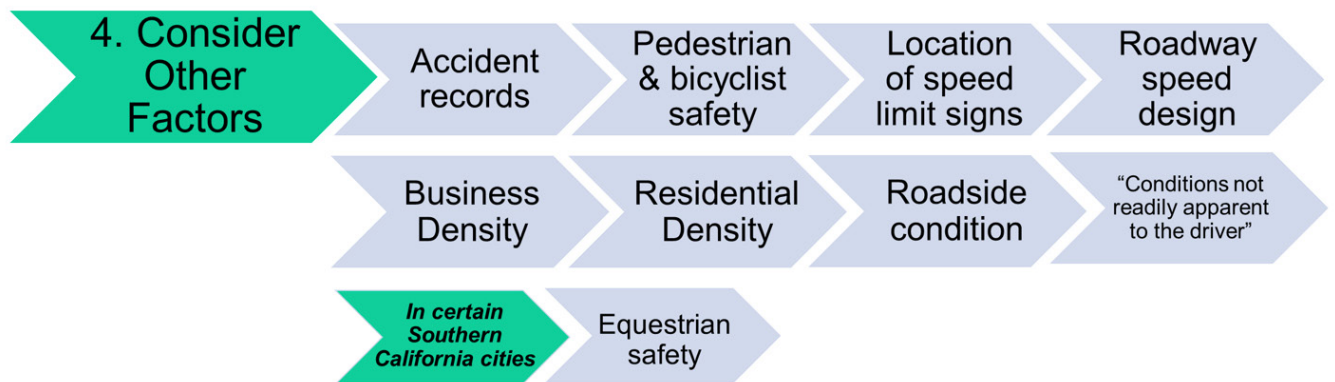 4. Consider
Other
Factors
Accident
records
Pedestrian
& bicyclist
safety
Location
of speed
limit signs
Roadway
speed
design
Business
Density
Residential
Density
Roadside
condition
“Conditions not
readily apparent
to the driver”
In certain
Southern
California cities
Equestrian
safety